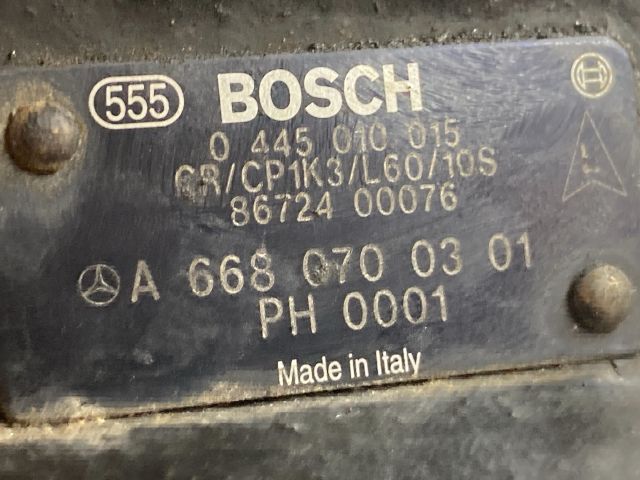 555 BOSCH
0 445 010 015
CR/CP1K3/L60/10S
86724 00076
A 668 070 03 01
PH 0001
Made in Italy
L